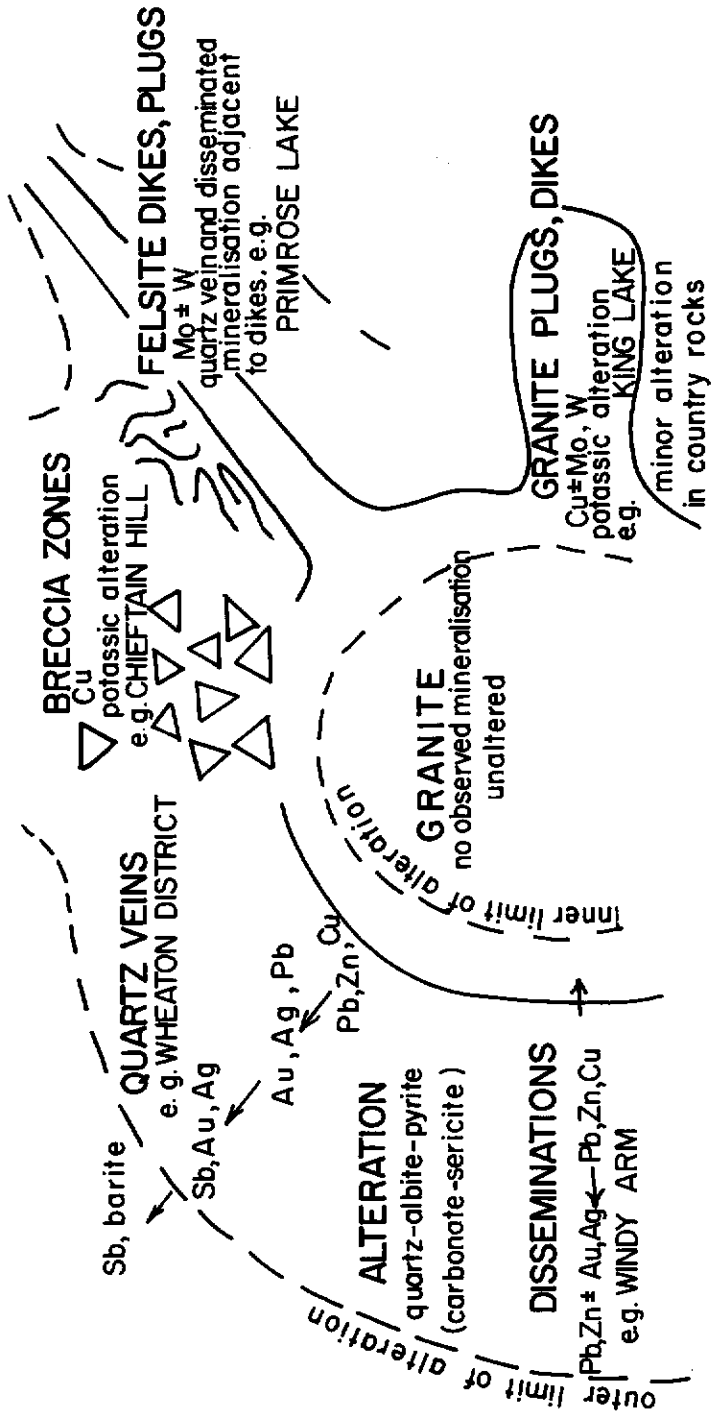 Sb, barite
QUARTZ VEINS
e.g. WHEATON DISTRICT
Sb, Au, Ag
Au, Ag, Pb
Pb, Zn, Cu
BRECCIA ZONES
Cu
potassic alteration
e.g. CHIEFTAIN HILL
FELSITE DIKES, PLUGS
Mo ± W
quartz vein and disseminated
mineralisation adjacent
to dikes. e.g.
PRIMROSE LAKE
ALTERATION
quartz-albite-pyrite
(carbonate-sericite)
outer limit of alteration
inner limit of alteration
GRANITE
no observed mineralisation
unaltered
GRANITE PLUGS, DIKES
Cu ± Mo, W
potassic alteration
e.g. KING LAKE
minor alteration
in country rocks
DISSEMINATIONS
Pb, Zn ± Au, Ag ← Pb, Zn, Cu
e.g. WINDY ARM